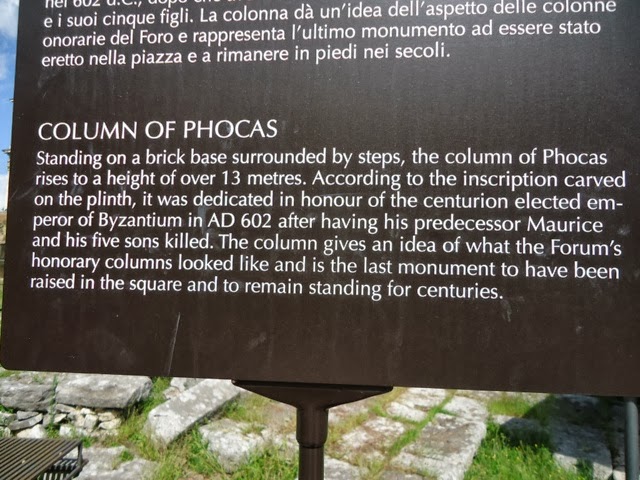 nel 602 d.C., dopo che
e i suoi cinque figli. La colonna dà un'idea dell'aspetto delle colonne
onorarie del Foro e rappresenta l'ultimo monumento ad essere stato
eretto nella piazza e a rimanere in piedi nei secoli.
COLUMN OF PHOCAS
Standing on a brick base surrounded by steps, the column of Phocas
rises to a height of over 13 metres. According to the inscription carved
on the plinth, it was dedicated in honour of the centurion elected em-
peror of Byzantium in AD 602 after having his predecessor Maurice
and his five sons killed. The column gives an idea of what the Forum's
honorary columns looked like and is the last monument to have been
raised in the square and to remain standing for centuries.